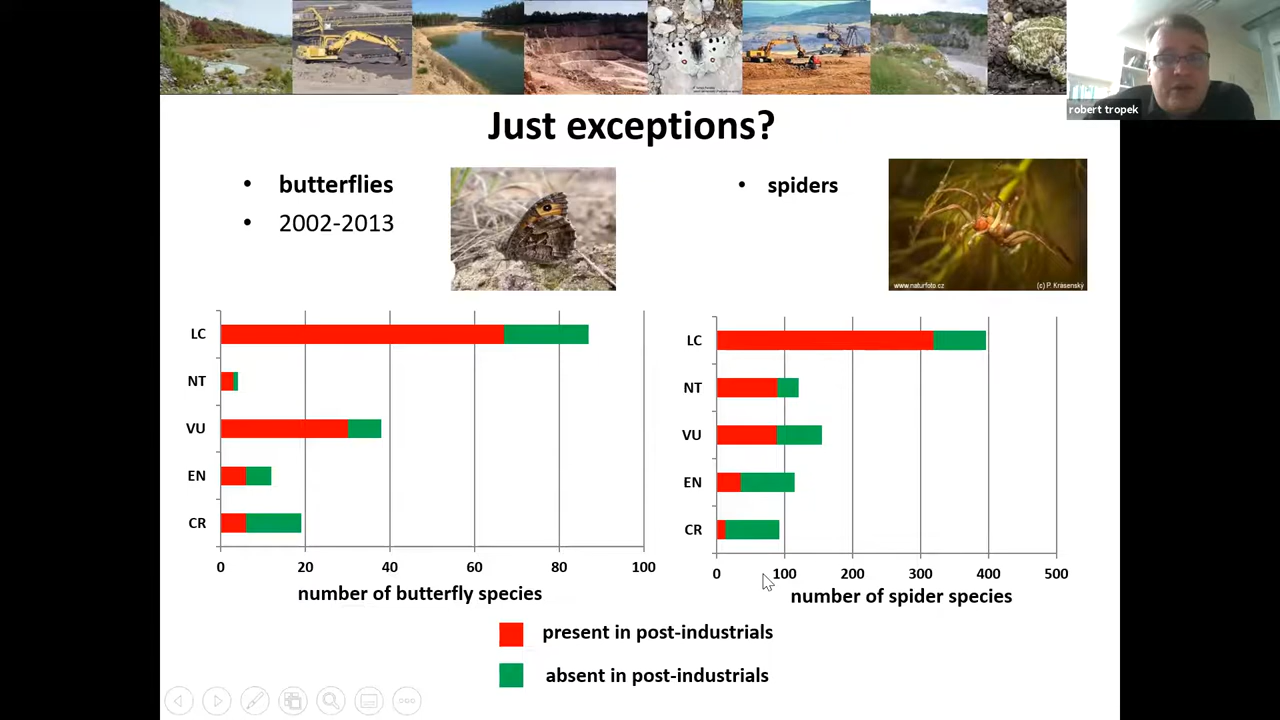 robert tropek
Just exceptions?
• butterflies
• 2002-2013
• spiders
www.naturfoto.cz
(c) P. Krásenský
LC
NT
VU
EN
CR
0 20 40 60 80 100
number of butterfly species
LC
NT
VU
EN
CR
0 100 200 300 400 500
number of spider species
present in post-industrials
absent in post-industrials